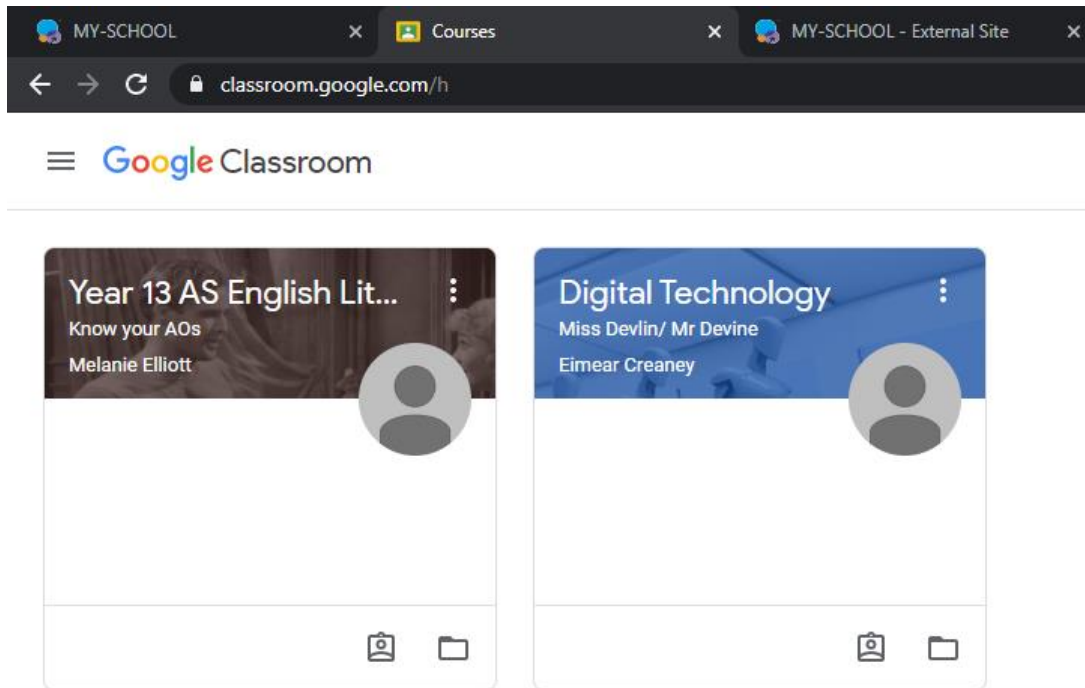 MY-SCHOOL
Courses
MY-SCHOOL - External Site
classroom.google.com/h
Google Classroom
Year 13 AS English Lit...
Know your AOs
Melanie Elliott
Digital Technology
Miss Devlin/ Mr Devine
Eimear Creaney